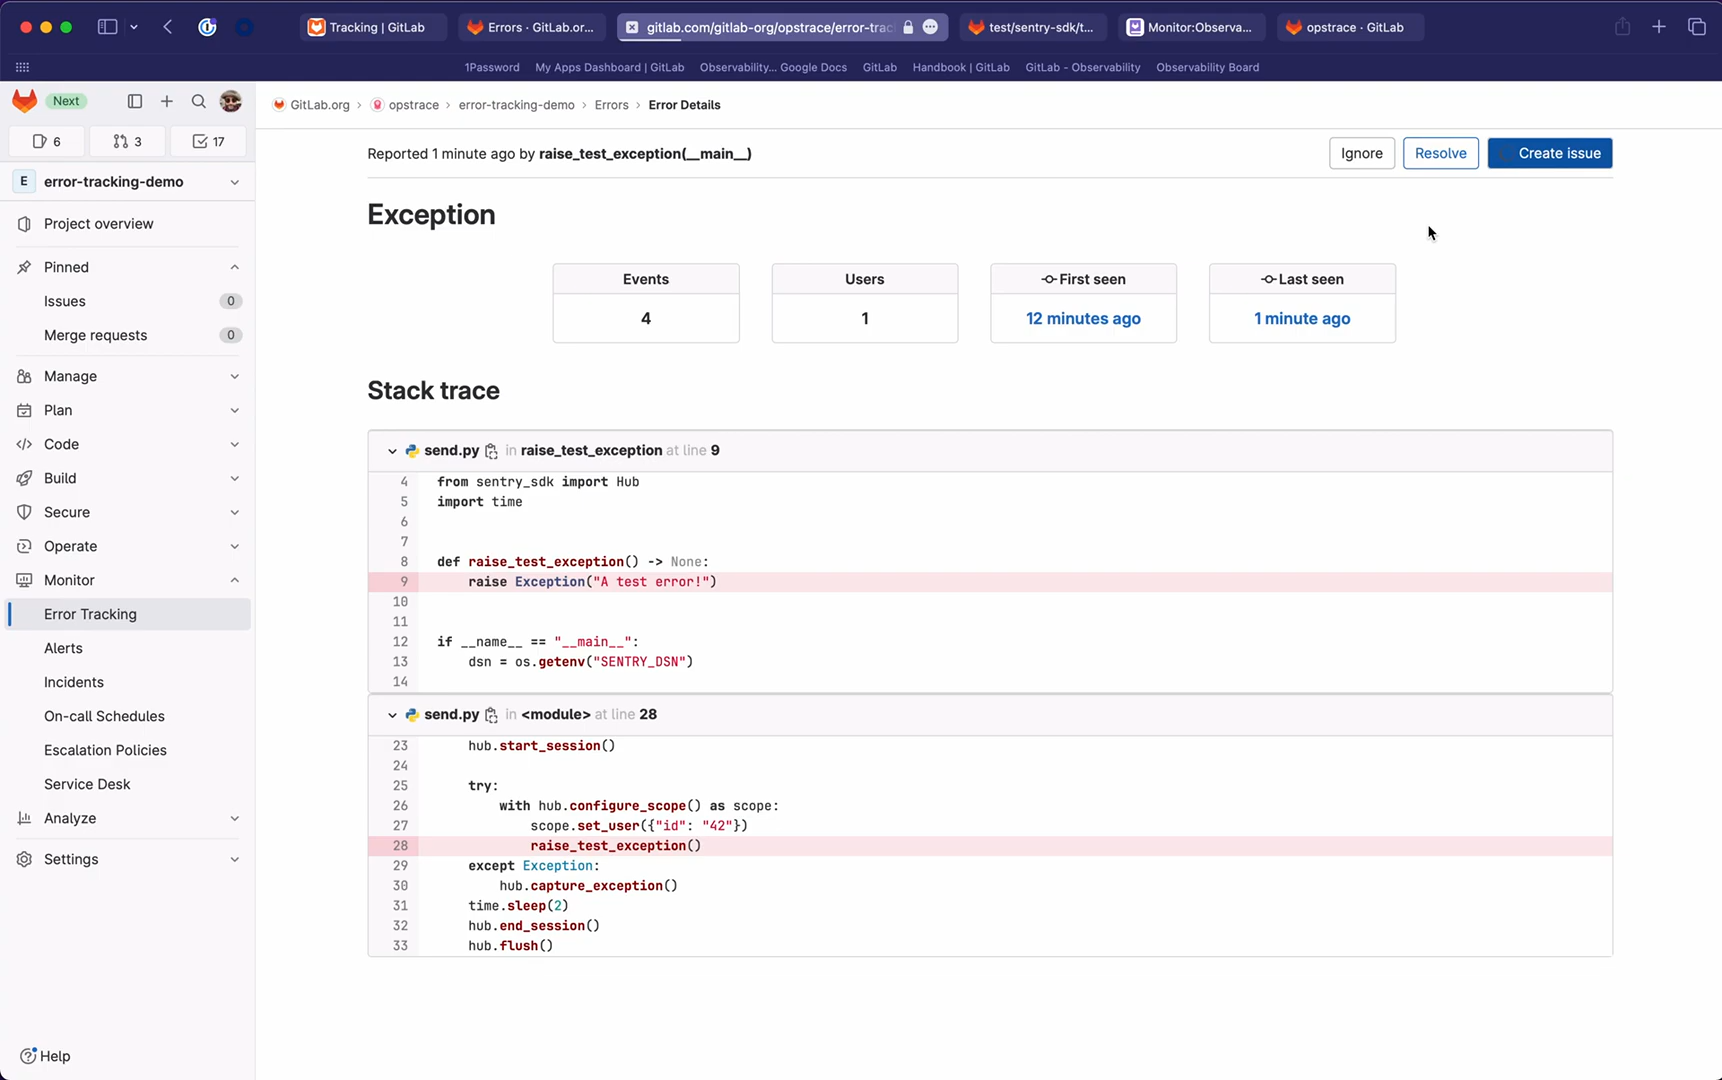 Tracking | GitLab
Errors · GitLab.or...
gitlab.com/gitlab-org/opstrace/error-trac
test/sentry-sdk/t...
Monitor:Observa...
opstrace · GitLab
1Password
My Apps Dashboard | GitLab
Observability... Google Docs
GitLab
Handbook | GitLab
GitLab - Observability
Observability Board
Next
6
3
17
E error-tracking-demo
Project overview
Pinned
Issues 0
Merge requests 0
Manage
Plan
Code
Build
Secure
Operate
Monitor
Error Tracking
Alerts
Incidents
On-call Schedules
Escalation Policies
Service Desk
Analyze
Settings
Help
GitLab.org › opstrace › error-tracking-demo › Errors › Error Details
Reported 1 minute ago by raise_test_exception(__main__)
Ignore
Resolve
Create issue
Exception
Events
4
Users
1
First seen
12 minutes ago
Last seen
1 minute ago
Stack trace
send.py in raise_test_exception at line 9
4 from sentry_sdk import Hub
5 import time
6
7
8 def raise_test_exception() -> None:
9 raise Exception("A test error!")
10
11
12 if __name__ == "__main__":
13 dsn = os.getenv("SENTRY_DSN")
14
send.py in <module> at line 28
23 hub.start_session()
24
25 try:
26 with hub.configure_scope() as scope:
27 scope.set_user({"id": "42"})
28 raise_test_exception()
29 except Exception:
30 hub.capture_exception()
31 time.sleep(2)
32 hub.end_session()
33 hub.flush()